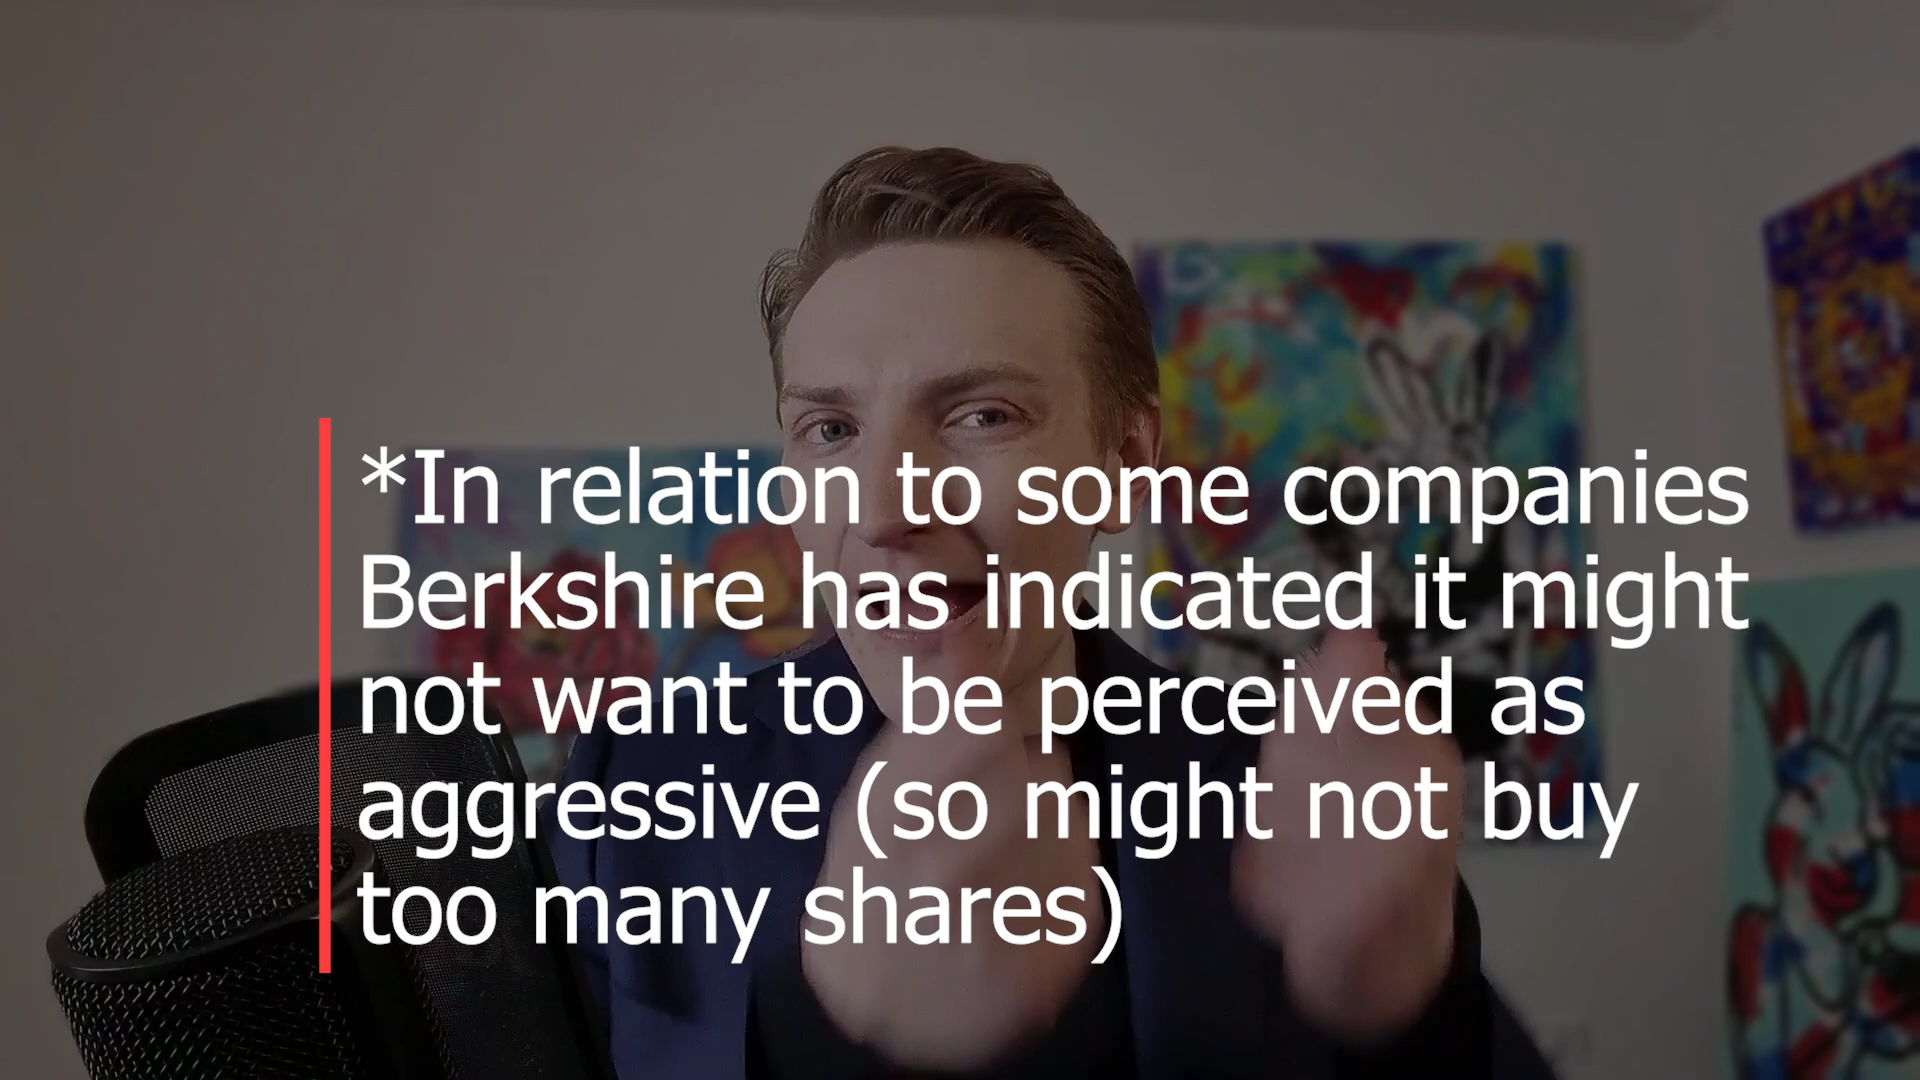 *In relation to some companies
Berkshire has indicated it might
not want to be perceived as
aggressive (so might not buy
too many shares)